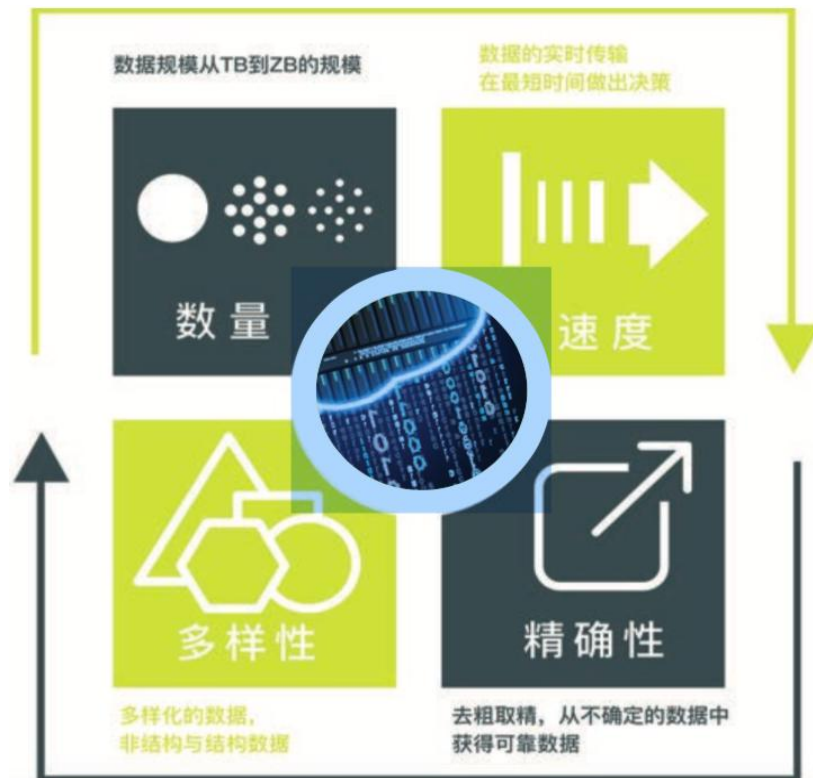 数据规模从TB到ZB的规模
数据的实时传输
在最短时间做出决策
数量
速度
多样性
精确性
多样化的数据，
非结构与结构数据
去粗取精，从不确定的数据中
获得可靠数据